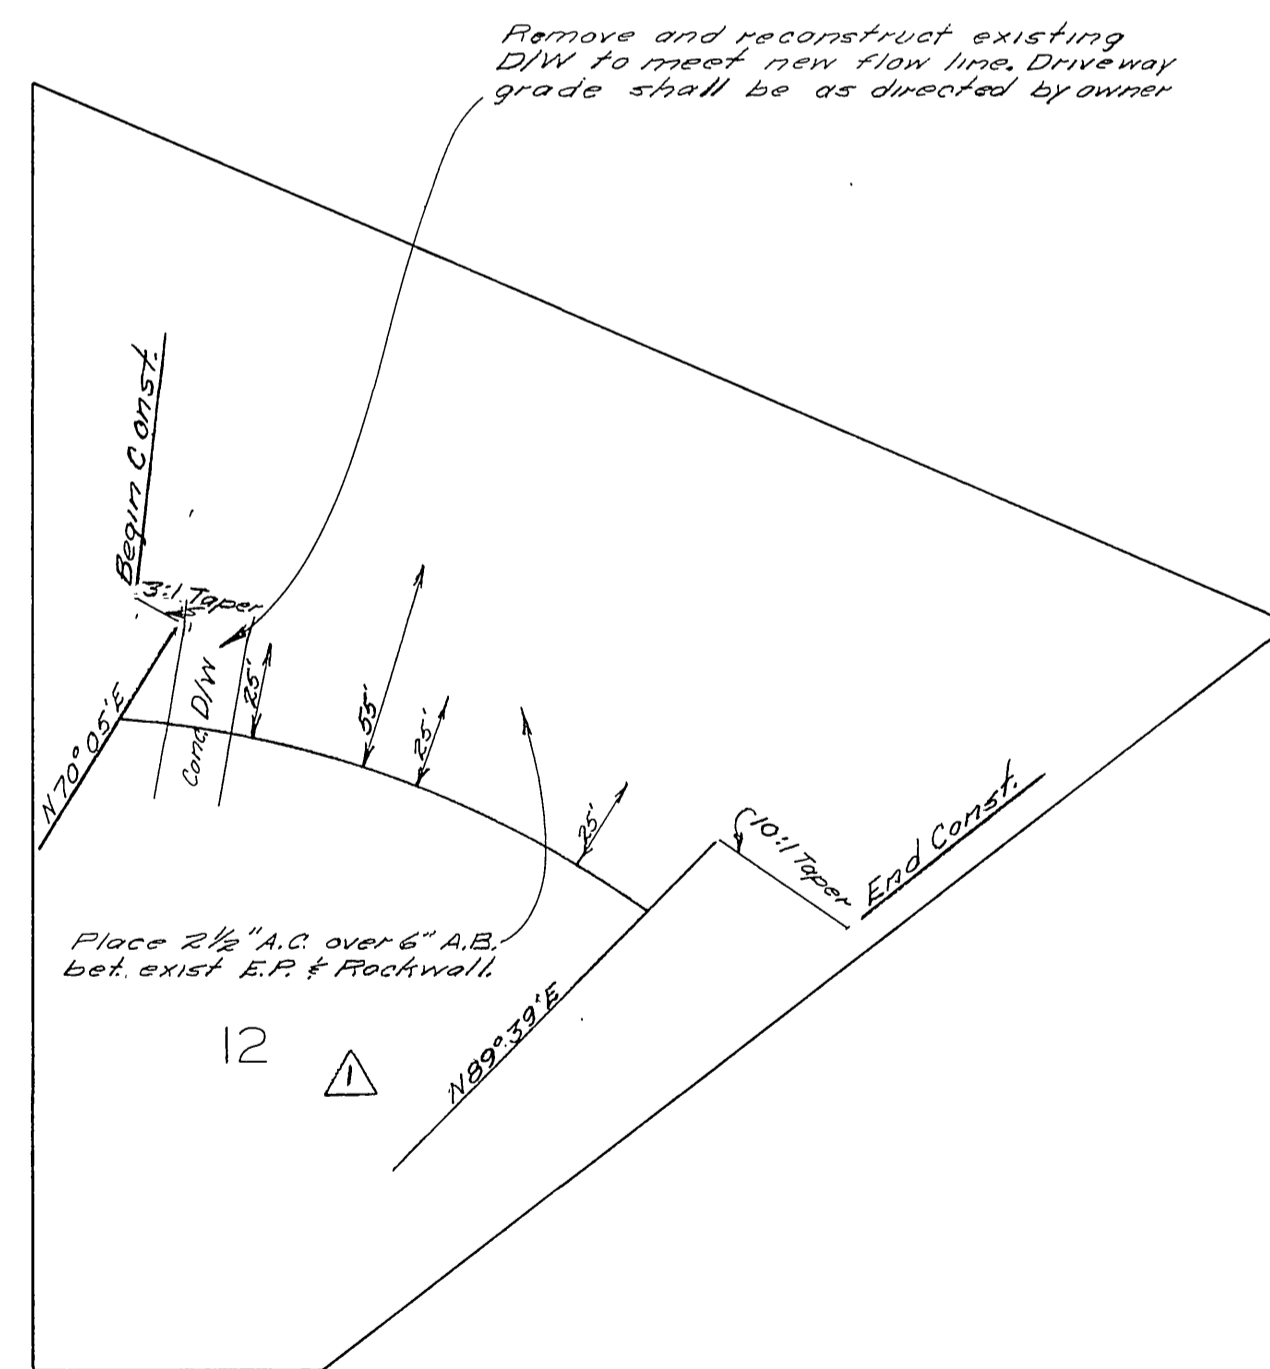 Remove and reconstruct existing
D/W to meet new flow line. Driveway
grade shall be as directed by owner
Begin Const.
3:1 Taper
5'
N70°05'E
Conc. D/W
25'
55'
25'
25'
(10:1 Taper
End Const.
Place 2½" A.C. over 6" A.B.
bet. exist E.P. & Rockwall.
12
1
N89°39'E